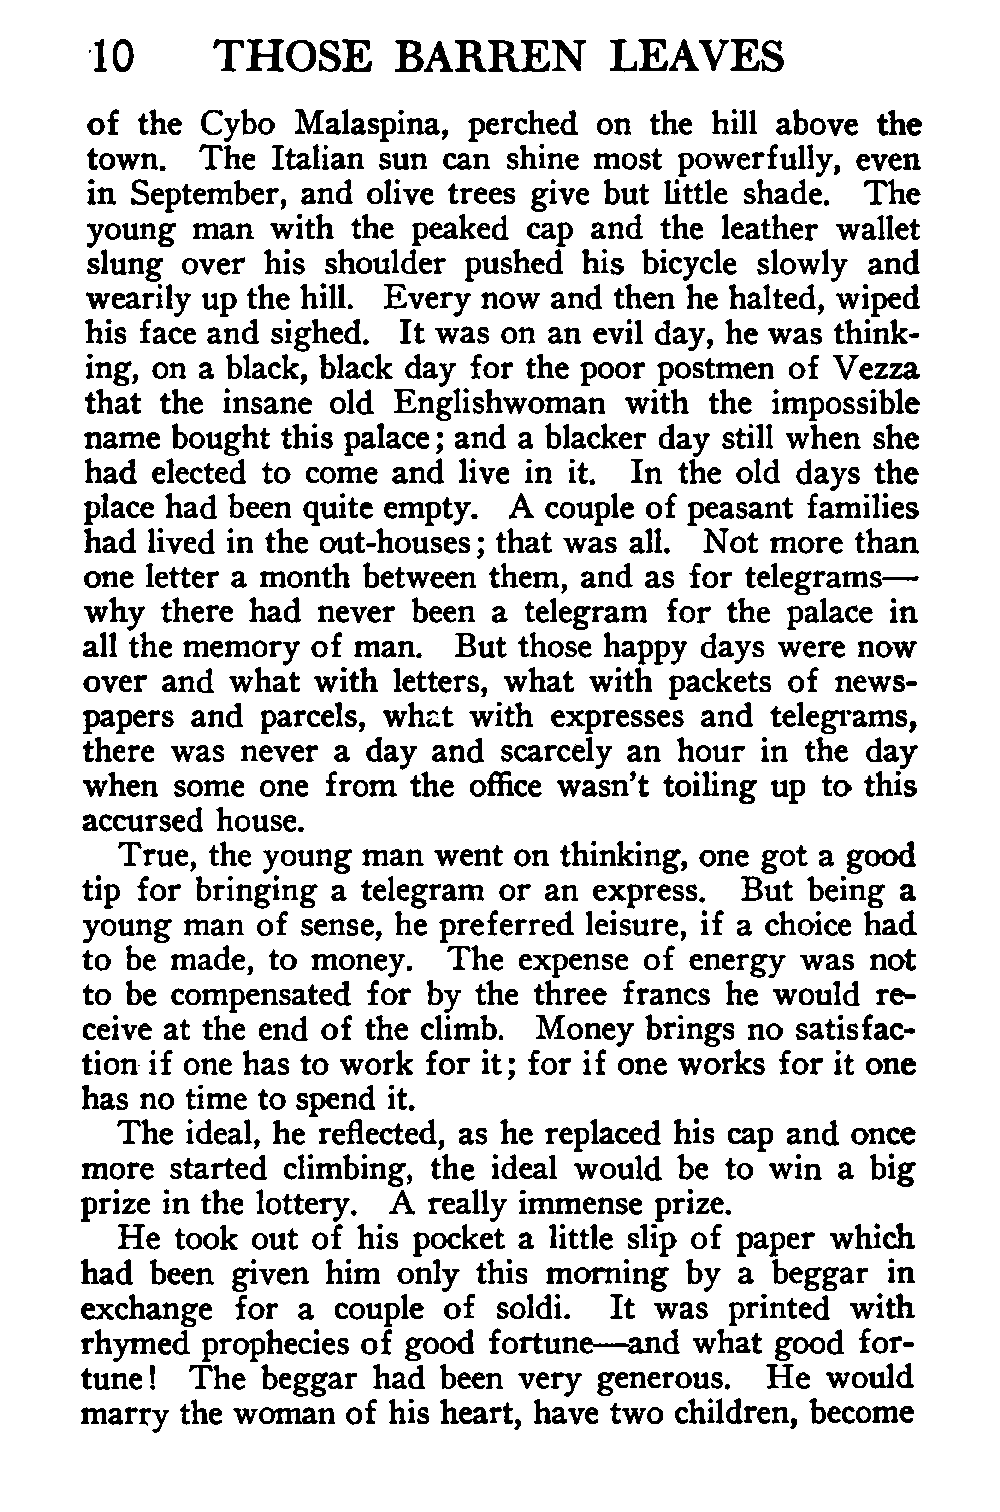 10 THOSE BARREN LEAVES
of the Cybo Malaspina, perched on the hill above the
town. The Italian sun can shine most powerfully, even
in September, and olive trees give but little shade. The
young man with the peaked cap and the leather wallet
slung over his shoulder pushed his bicycle slowly and
wearily up the hill. Every now and then he halted, wiped
his face and sighed. It was on an evil day, he was think-
ing, on a black, black day for the poor postmen of Vezza
that the insane old Englishwoman with the impossible
name bought this palace; and a blacker day still when she
had elected to come and live in it. In the old days the
place had been quite empty. A couple of peasant families
had lived in the out-houses; that was all. Not more than
one letter a month between them, and as for telegrams—
why there had never been a telegram for the palace in
all the memory of man. But those happy days were now
over and what with letters, what with packets of news-
papers and parcels, what with expresses and telegrams,
there was never a day and scarcely an hour in the day
when some one from the office wasn't toiling up to this
accursed house.
True, the young man went on thinking, one got a good
tip for bringing a telegram or an express. But being a
young man of sense, he preferred leisure, if a choice had
to be made, to money. The expense of energy was not
to be compensated for by the three francs he would re-
ceive at the end of the climb. Money brings no satisfac-
tion if one has to work for it; for if one works for it one
has no time to spend it.
The ideal, he reflected, as he replaced his cap and once
more started climbing, the ideal would be to win a big
prize in the lottery. A really immense prize.
He took out of his pocket a little slip of paper which
had been given him only this morning by a beggar in
exchange for a couple of soldi. It was printed with
rhymed prophecies of good fortune—and what good for-
tune! The beggar had been very generous. He would
marry the woman of his heart, have two children, become